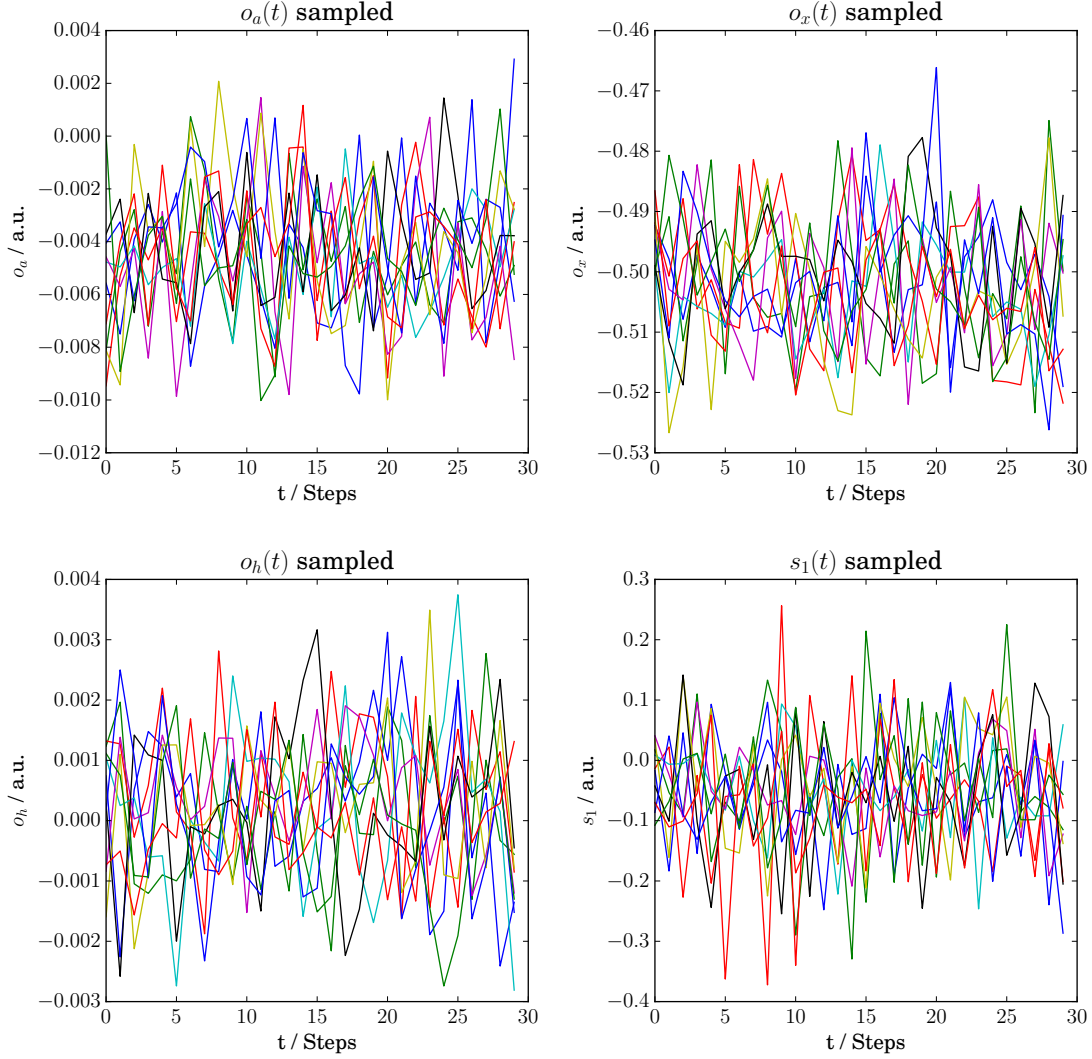 o_a(t) sampled
0.004
0.002
0.000
−0.002
−0.004
−0.006
−0.008
−0.010
−0.012
o_a / a.u.
0 5 10 15 20 25 30
t / Steps
o_x(t) sampled
−0.46
−0.47
−0.48
−0.49
−0.50
−0.51
−0.52
−0.53
o_x / a.u.
0 5 10 15 20 25 30
t / Steps
o_h(t) sampled
0.004
0.003
0.002
0.001
0.000
−0.001
−0.002
−0.003
o_h / a.u.
0 5 10 15 20 25 30
t / Steps
s_1(t) sampled
0.3
0.2
0.1
0.0
−0.1
−0.2
−0.3
−0.4
s_1 / a.u.
0 5 10 15 20 25 30
t / Steps